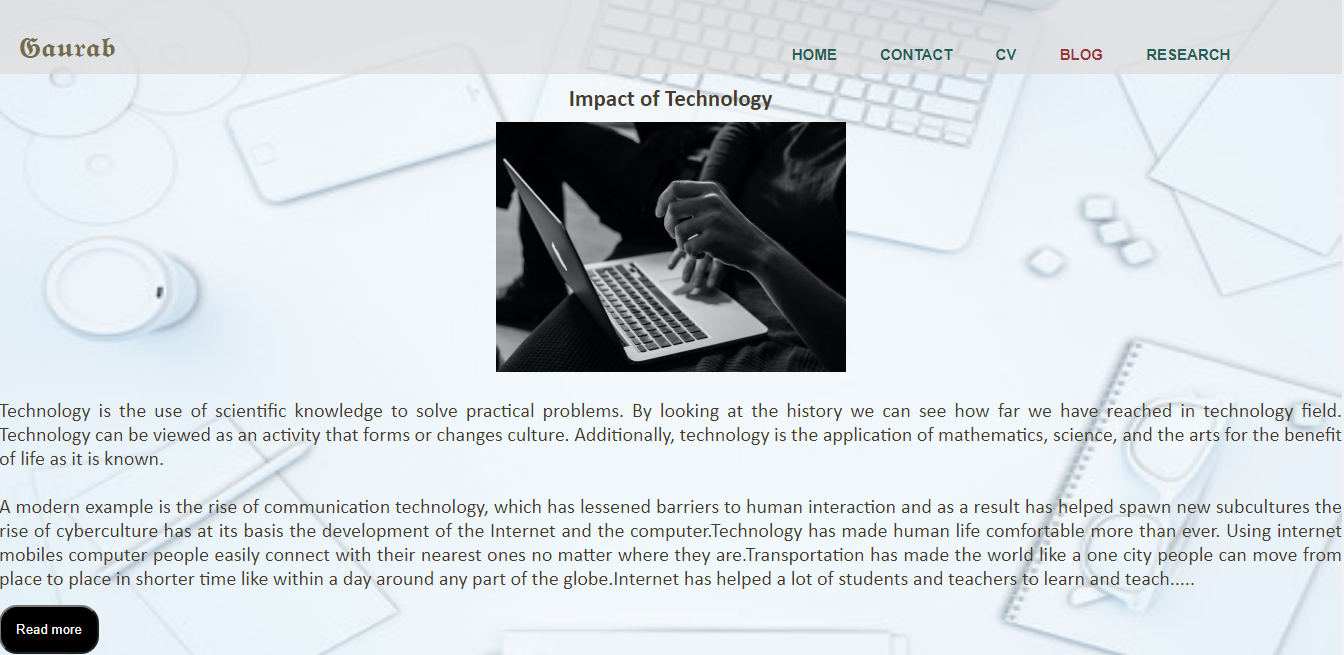 Gaurab
HOME CONTACT CV BLOG RESEARCH
Impact of Technology
Technology is the use of scientific knowledge to solve practical problems. By looking at the history we can see how far we have reached in technology field.
Technology can be viewed as an activity that forms or changes culture. Additionally, technology is the application of mathematics, science, and the arts for the benefit
of life as it is known.
A modern example is the rise of communication technology, which has lessened barriers to human interaction and as a result has helped spawn new subcultures the
rise of cyberculture has at its basis the development of the Internet and the computer.Technology has made human life comfortable more than ever. Using internet
mobiles computer people easily connect with their nearest ones no matter where they are.Transportation has made the world like a one city people can move from
place to place in shorter time like within a day around any part of the globe.Internet has helped a lot of students and teachers to learn and teach.....
Read more